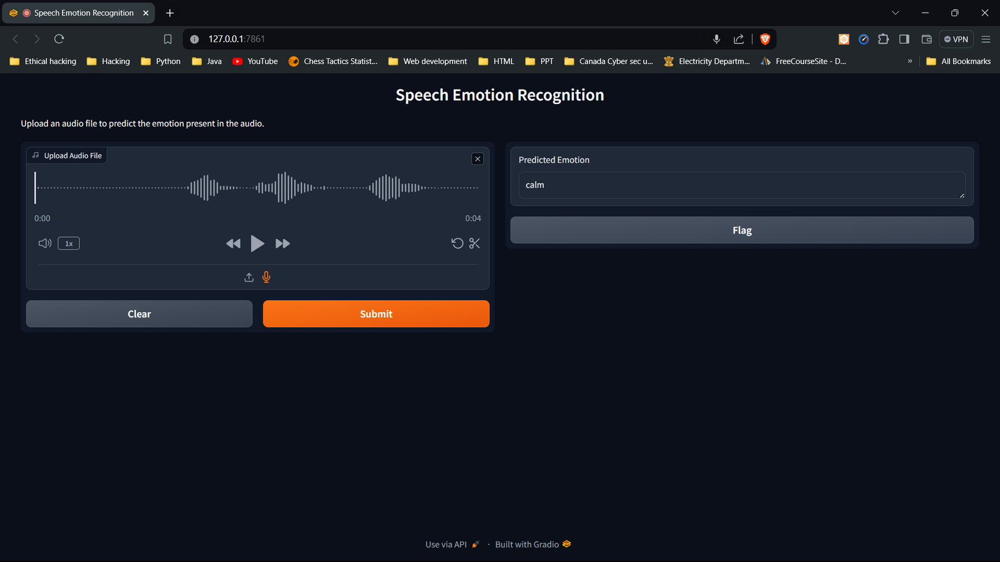 Speech Emotion Recognition
127.0.0.1:7861
VPN
Ethical hacking Hacking Python Java YouTube Chess Tactics Statist... Web development HTML PPT Canada Cyber sec u... Electricity Departm... FreeCourseSite - D... » All Bookmarks
Speech Emotion Recognition
Upload an audio file to predict the emotion present in the audio.
Upload Audio File
0:00 0:04
1x
Clear Submit
Predicted Emotion
calm
Flag
Use via API · Built with Gradio